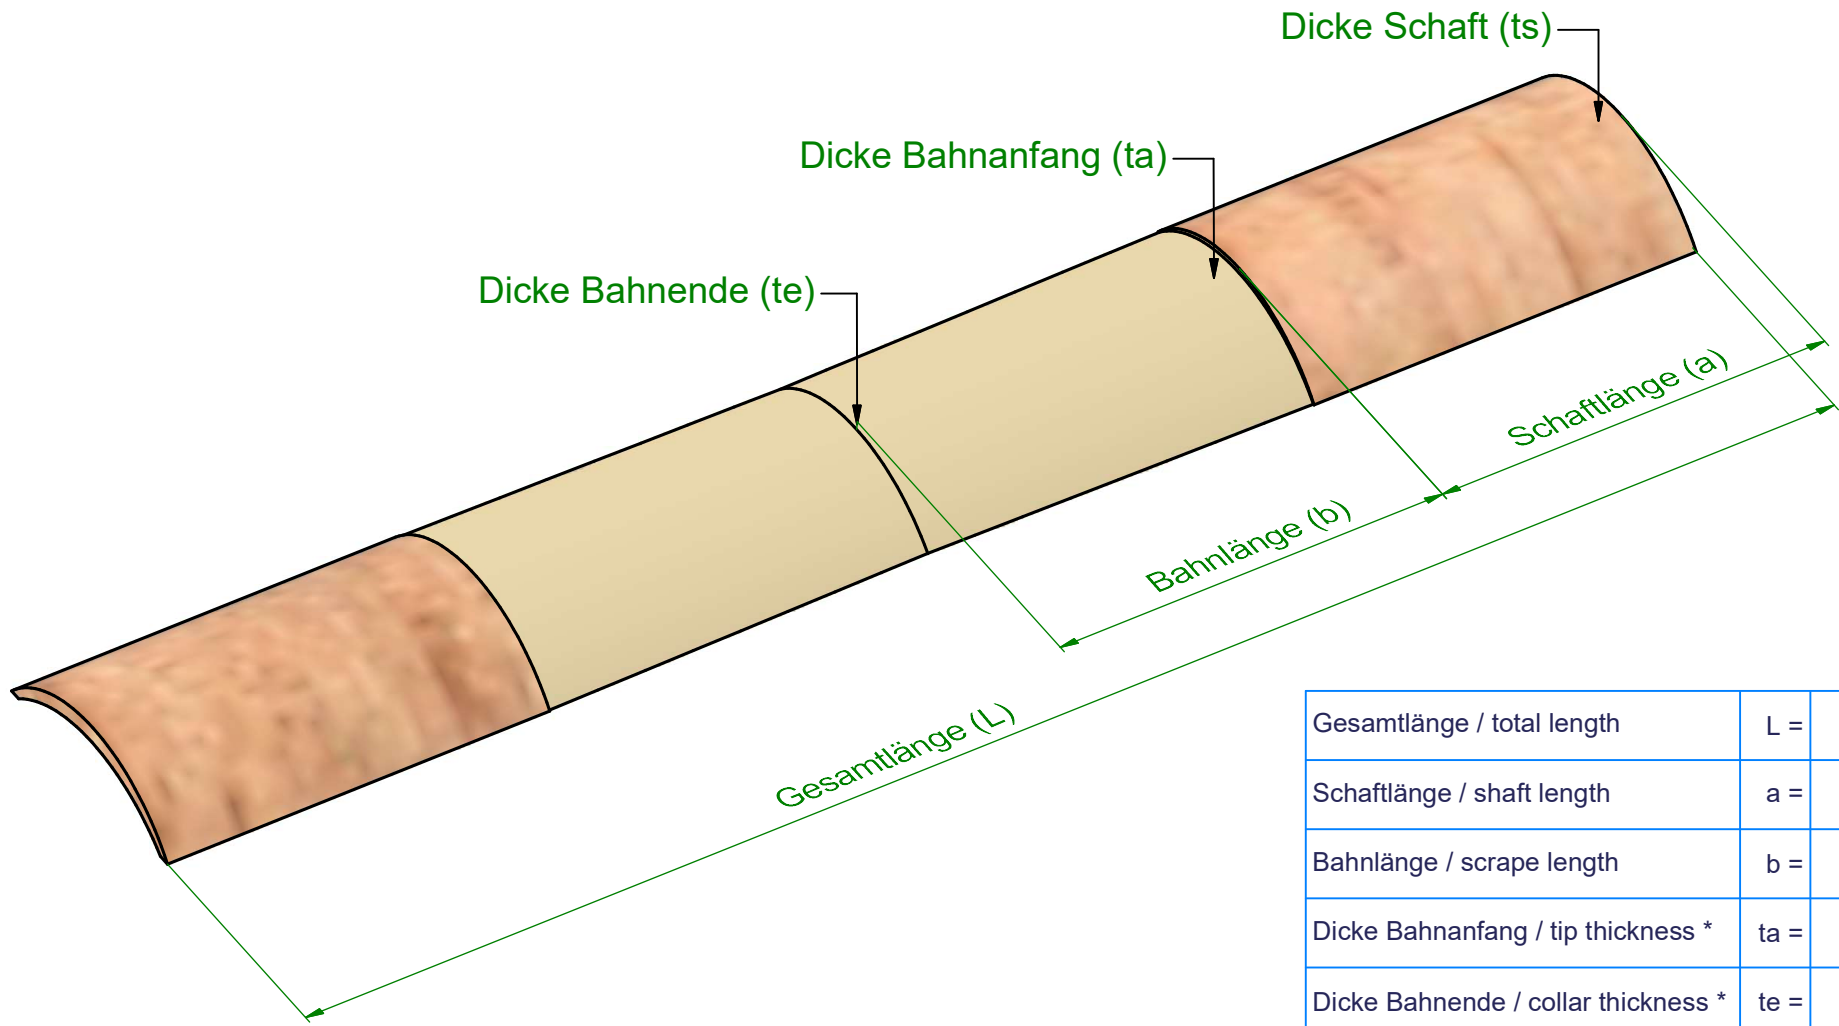 Dicke Schaft (ts)
Dicke Bahnanfang (ta)
Dicke Bahnende (te)
Schaftlänge (a)
Bahnlänge (b)
Gesamtlänge (L)
Gesamtlänge / total length L =
Schaftlänge / shaft length a =
Bahnlänge / scrape length b =
Dicke Bahnanfang / tip thickness * ta =
Dicke Bahnende / collar thickness * te =